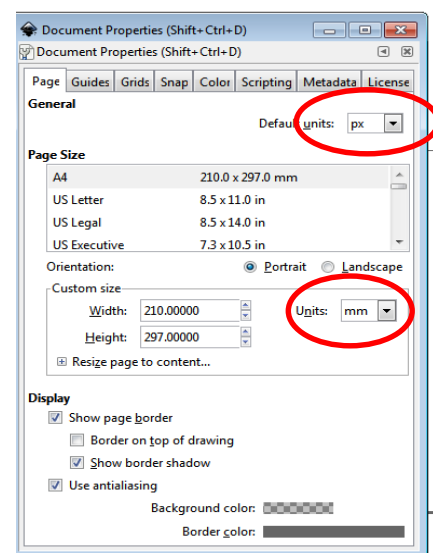 Document Properties (Shift+Ctrl+D)
Document Properties (Shift+Ctrl+D)
Page Guides Grids Snap Color Scripting Metadata License
General
Default units: px
Page Size
A4 210.0 x 297.0 mm
US Letter 8.5 x 11.0 in
US Legal 8.5 x 14.0 in
US Executive 7.3 x 10.5 in
Orientation: Portrait Landscape
Custom size
Width: 210.00000 Units: mm
Height: 297.00000
Resize page to content...
Display
Show page border
Border on top of drawing
Show border shadow
Use antialiasing
Background color:
Border color: